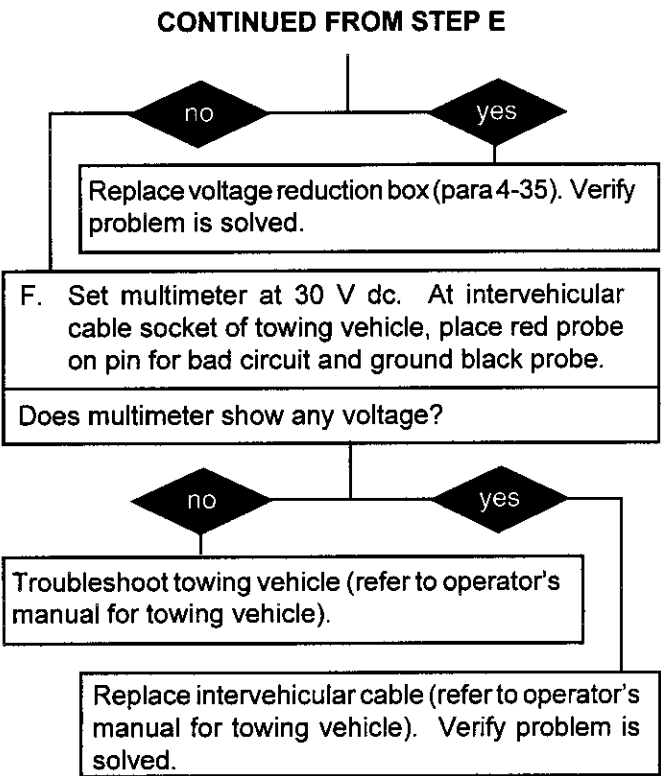 CONTINUED FROM STEP E
no
yes
Replace voltage reduction box (para 4-35). Verify
problem is solved.
F. Set multimeter at 30 V dc. At intervehicular
cable socket of towing vehicle, place red probe
on pin for bad circuit and ground black probe.
Does multimeter show any voltage?
no
yes
Troubleshoot towing vehicle (refer to operator's
manual for towing vehicle).
Replace intervehicular cable (refer to operator's
manual for towing vehicle). Verify problem is
solved.